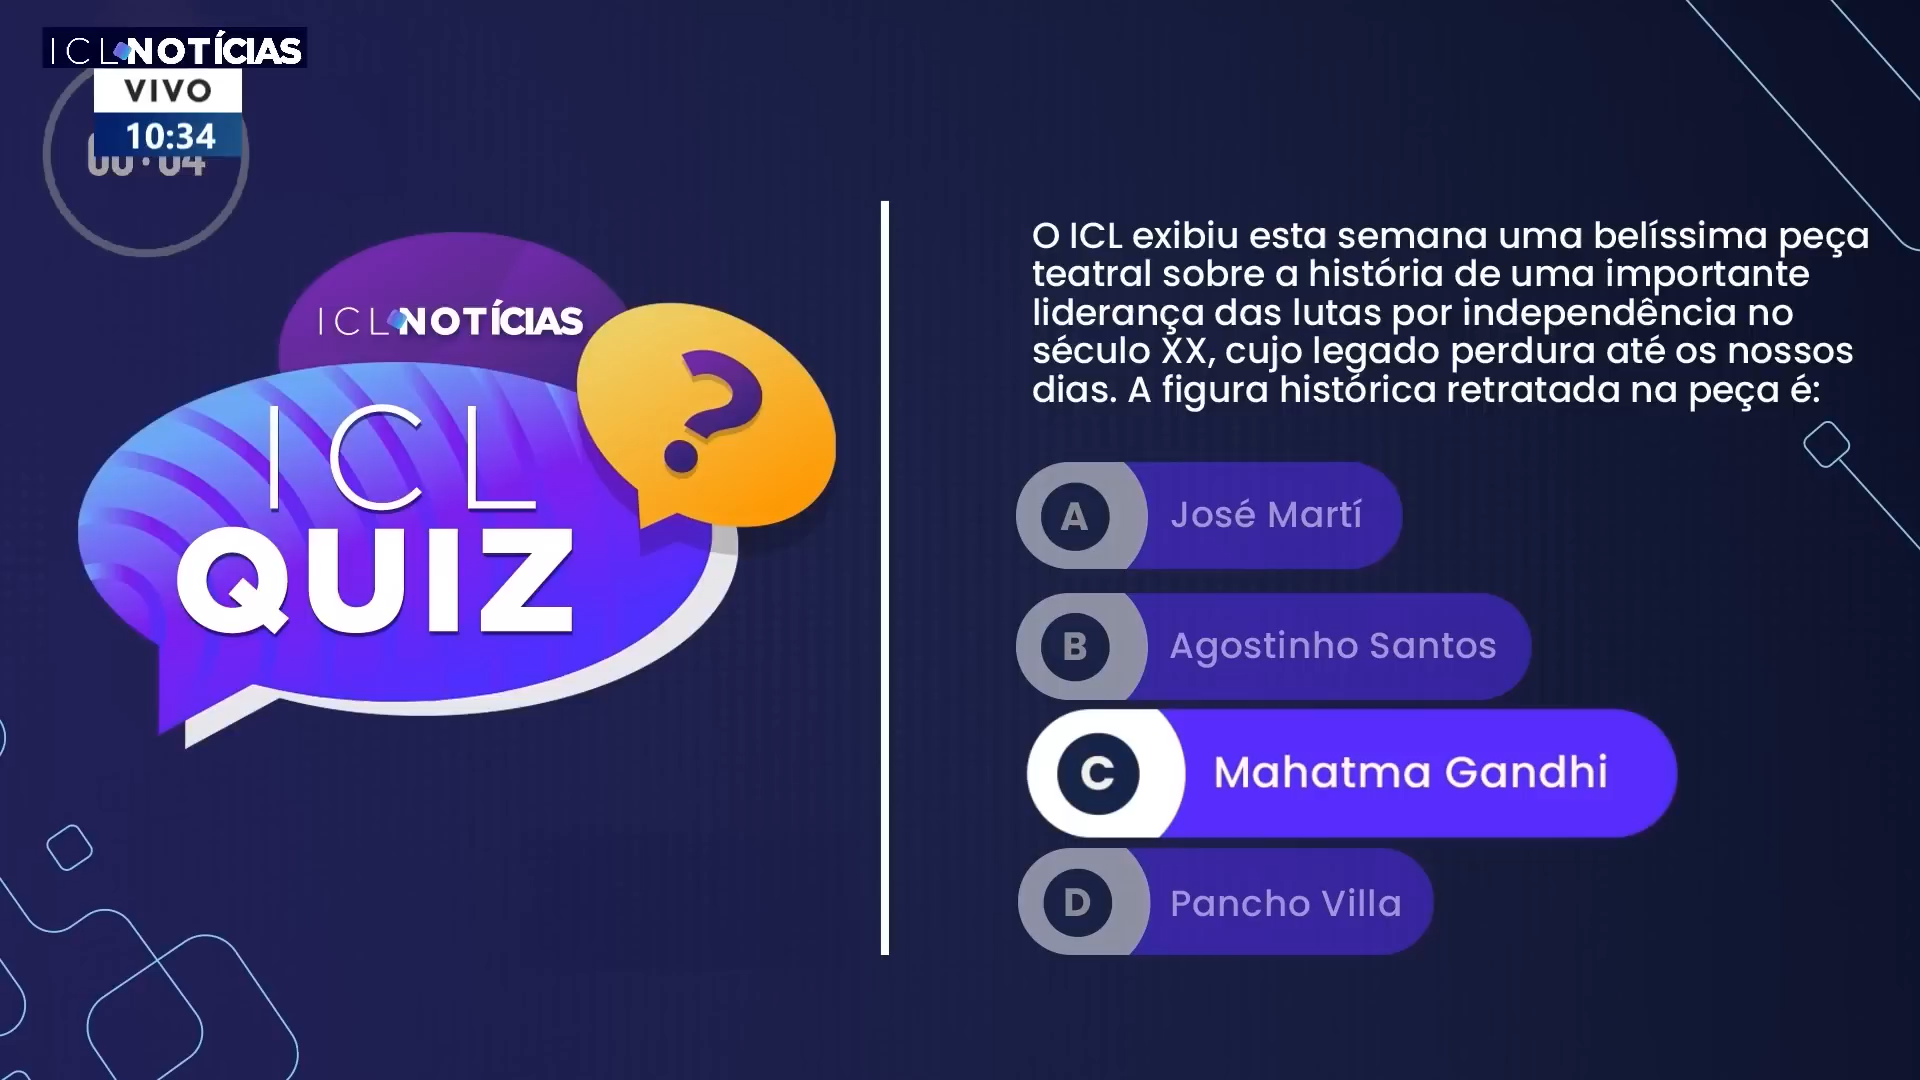 ICL NOTÍCIAS
VIVO
10:34
00:04
ICL NOTÍCIAS
?
ICL
QUIZ
O ICL exibiu esta semana uma belíssima peça
teatral sobre a história de uma importante
liderança das lutas por independência no
século XX, cujo legado perdura até os nossos
dias. A figura histórica retratada na peça é:
A José Martí
B Agostinho Santos
C Mahatma Gandhi
D Pancho Villa